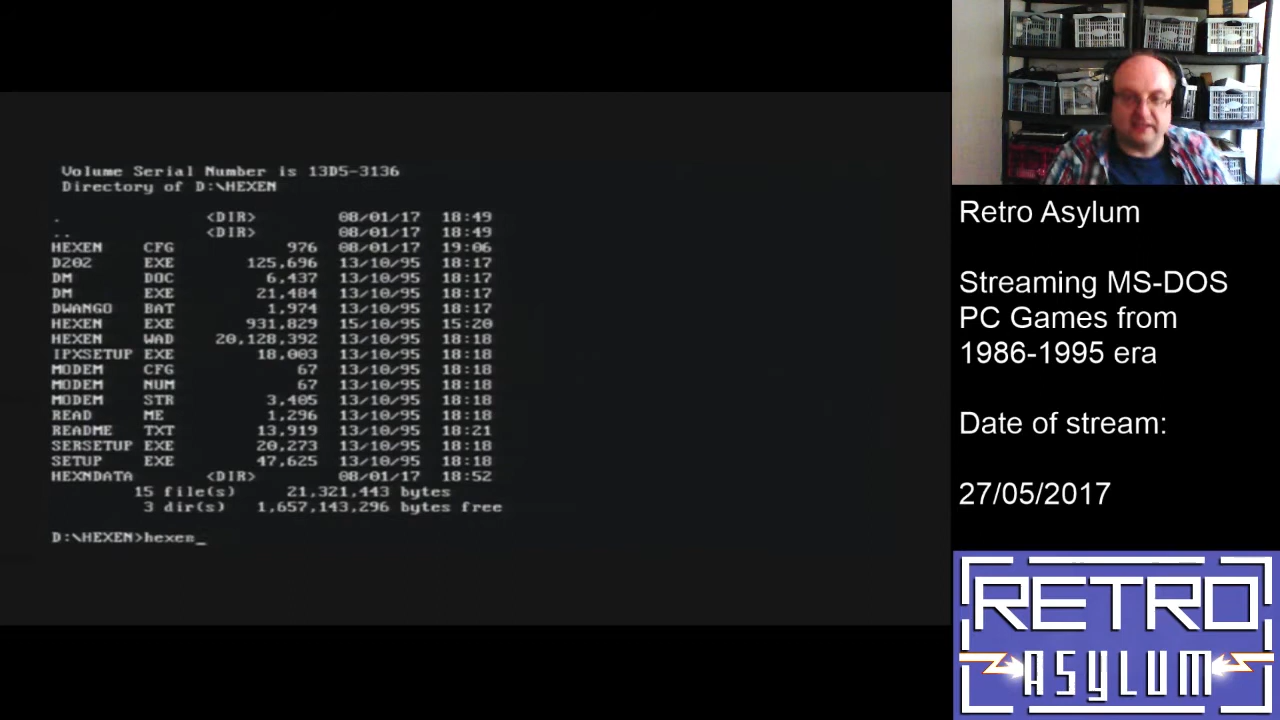 Volume Serial Number is 13D5-3136
Directory of D:\HEXEN
. <DIR> 08/01/17 18:49
.. <DIR> 08/01/17 18:49
HEXEN CFG 976 08/01/17 19:06
D2O2 EXE 125,696 13/10/95 18:17
DM DOC 6,437 13/10/95 18:17
DM EXE 21,484 13/10/95 18:17
DWANGO BAT 1,974 13/10/95 18:17
HEXEN EXE 931,829 15/10/95 15:20
HEXEN WAD 20,128,392 13/10/95 18:18
IPXSETUP EXE 18,003 13/10/95 18:18
MODEM CFG 67 13/10/95 18:18
MODEM NUM 67 13/10/95 18:18
MODEM STR 3,405 13/10/95 18:18
READ ME 1,296 13/10/95 18:18
README TXT 13,919 13/10/95 18:21
SERSETUP EXE 20,273 13/10/95 18:18
SETUP EXE 47,625 13/10/95 18:18
HEXNDATA <DIR> 08/01/17 18:52
15 file(s) 21,321,443 bytes
3 dir(s) 1,657,143,296 bytes free
D:\HEXEN>hexen_
Retro Asylum
Streaming MS-DOS
PC Games from
1986-1995 era
Date of stream:
27/05/2017
RETRO
ASYLUM